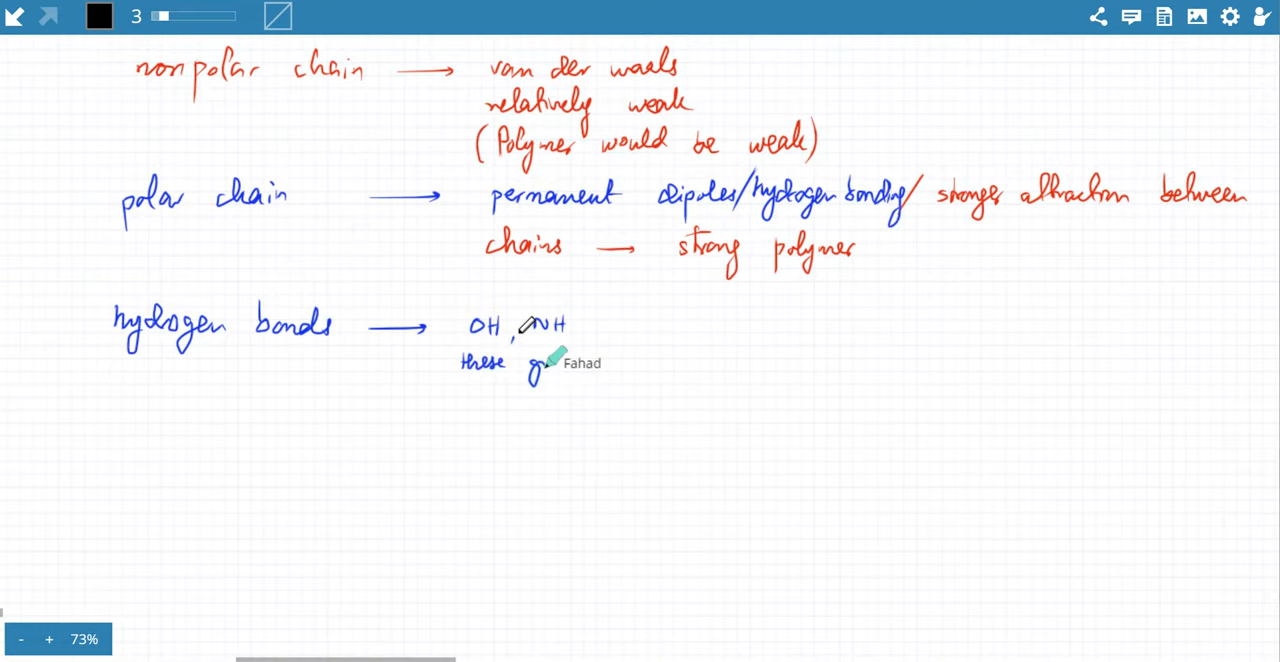 3
nonpolar chain → van der waals
relatively weak
(Polymer would be weak)
polar chain → permanent dipoles/hydrogen bonding/ stronger attraction between
chains → strong polymer
hydrogen bonds → OH, NH
these g
Fahad
- + 73%